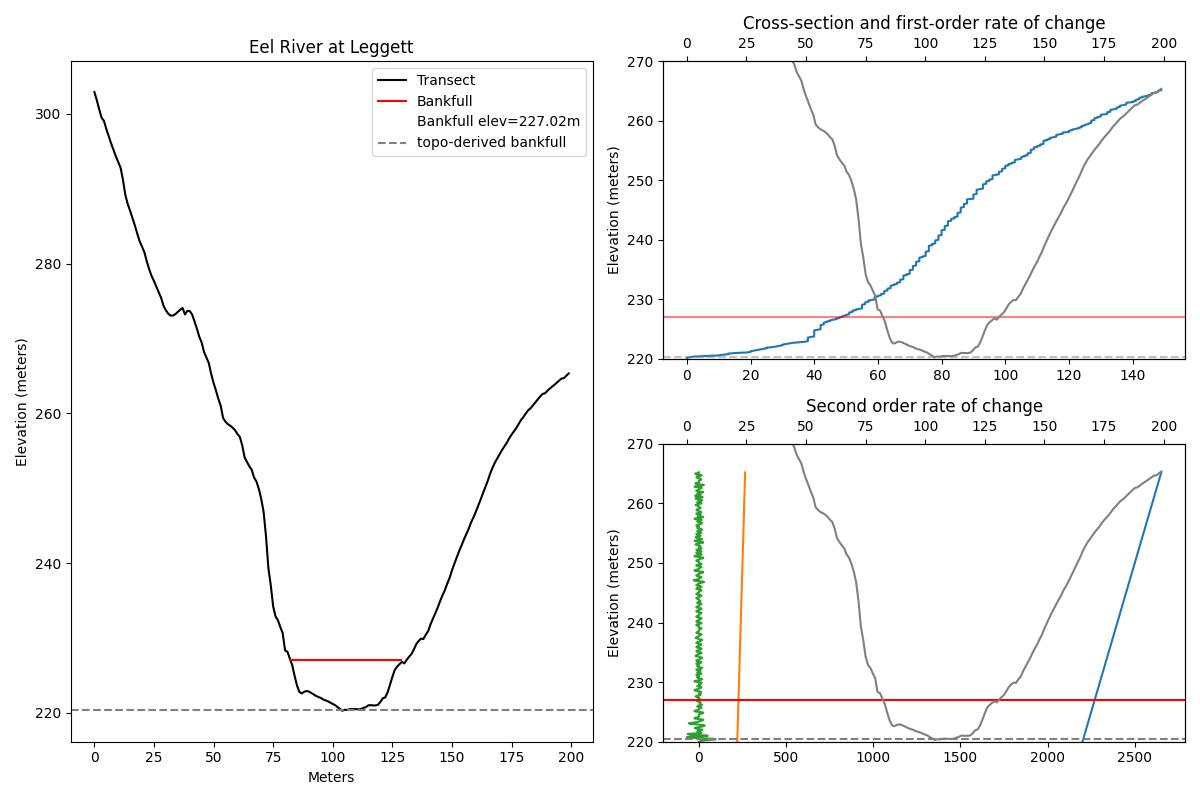 Eel River at Leggett
Transect
Bankfull
Bankfull elev=227.02m
topo-derived bankfull
Elevation (meters)
300
280
260
240
220
0 25 50 75 100 125 150 175 200
Meters
Cross-section and first-order rate of change
0 25 50 75 100 125 150 175 200
Elevation (meters)
270
260
250
240
230
220
0 20 40 60 80 100 120 140
Second order rate of change
0 25 50 75 100 125 150 175 200
Elevation (meters)
270
260
250
240
230
220
0 500 1000 1500 2000 2500